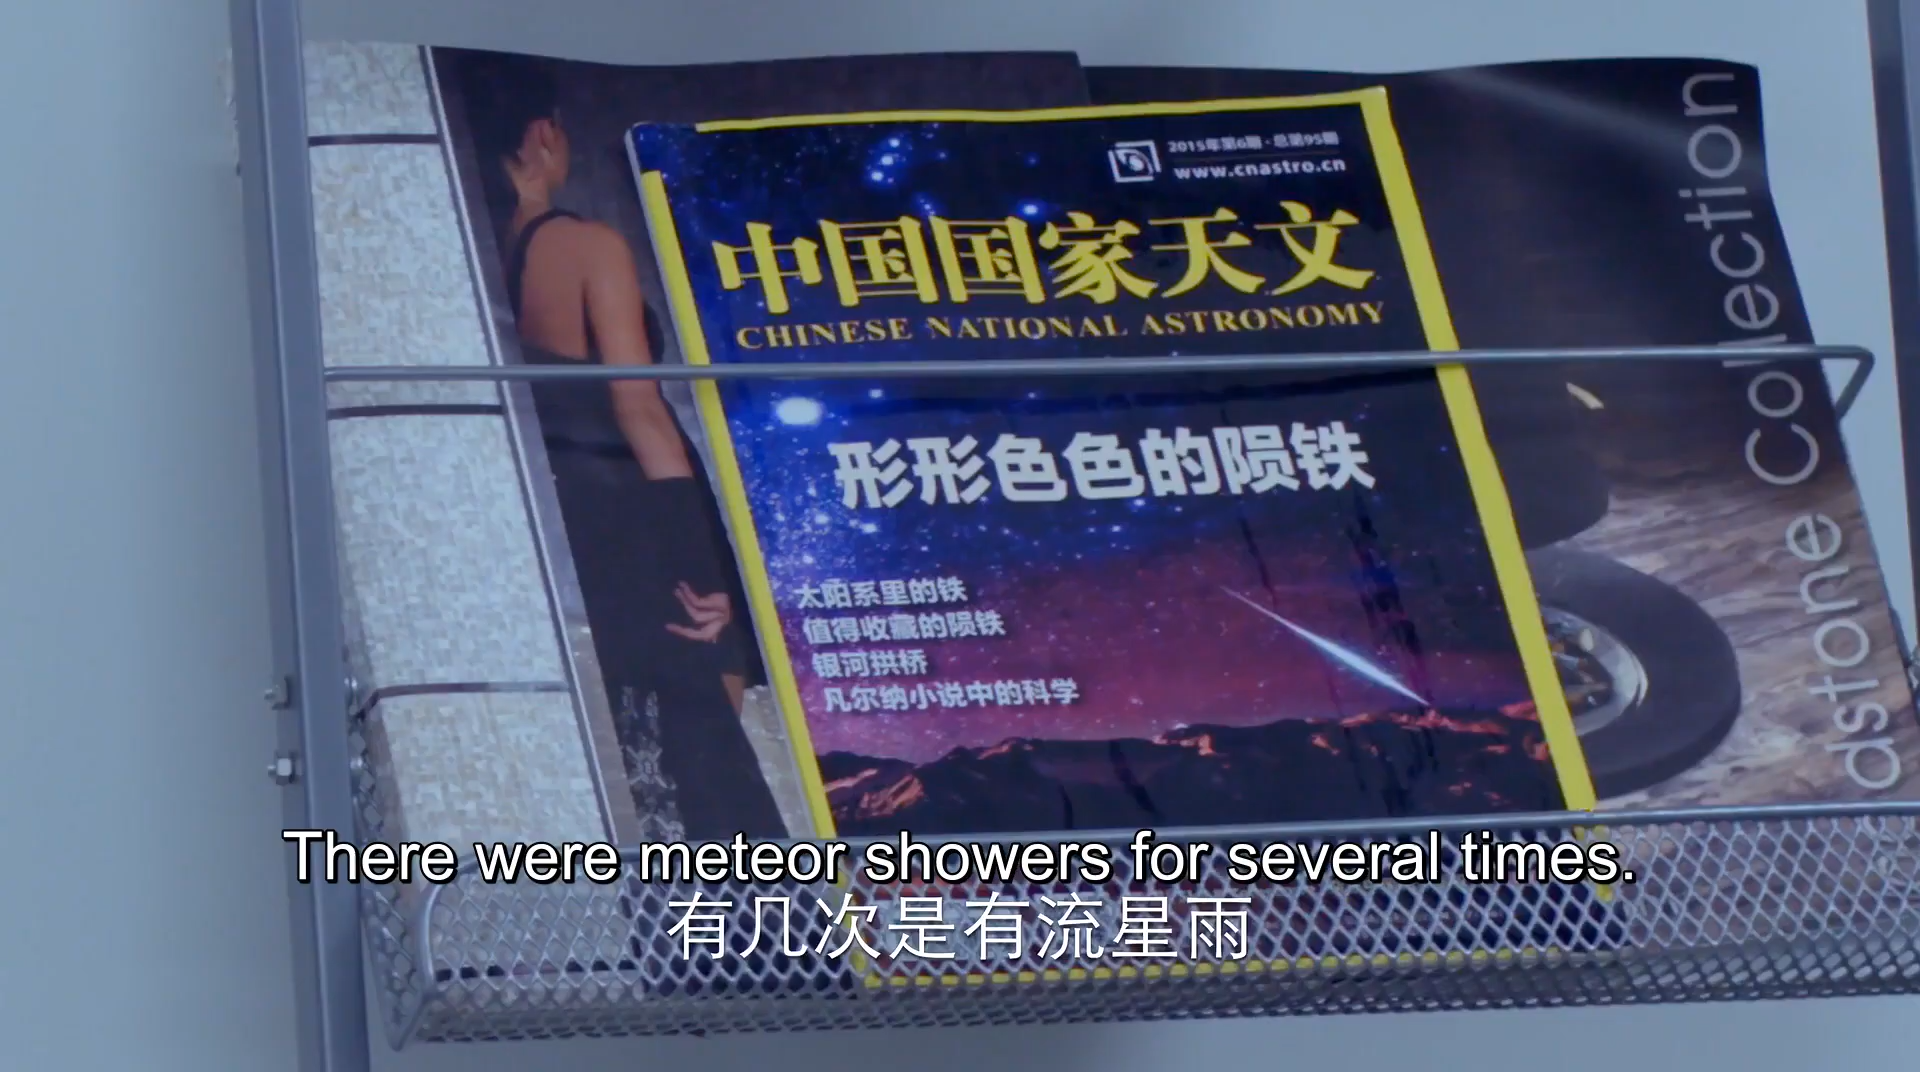 2015年第6期·总第95期
www.cnastro.cn
中国国家天文
CHINESE NATIONAL ASTRONOMY
形形色色的陨铁
太阳系里的铁
值得收藏的陨铁
银河拱桥
凡尔纳小说中的科学
dstone Collection
There were meteor showers for several times.
有几次是有流星雨